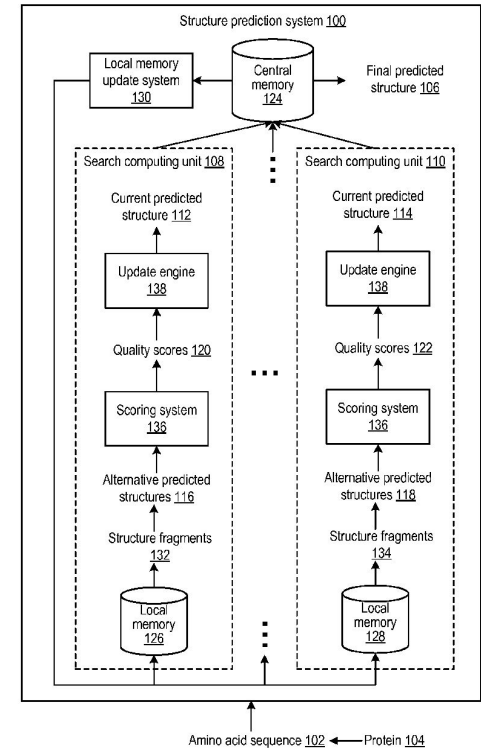 Structure prediction system 100
Local memory
update system
130
Central
memory
124
Final predicted
structure 106
Search computing unit 108
Search computing unit 110
Current predicted
structure 112
Current predicted
structure 114
Update engine
138
Update engine
138
Quality scores 120
Quality scores 122
Scoring system
136
Scoring system
136
Alternative predicted
structures 116
Alternative predicted
structures 118
Structure fragments
132
Structure fragments
134
Local
memory
126
Local
memory
128
Amino acid sequence 102
Protein 104